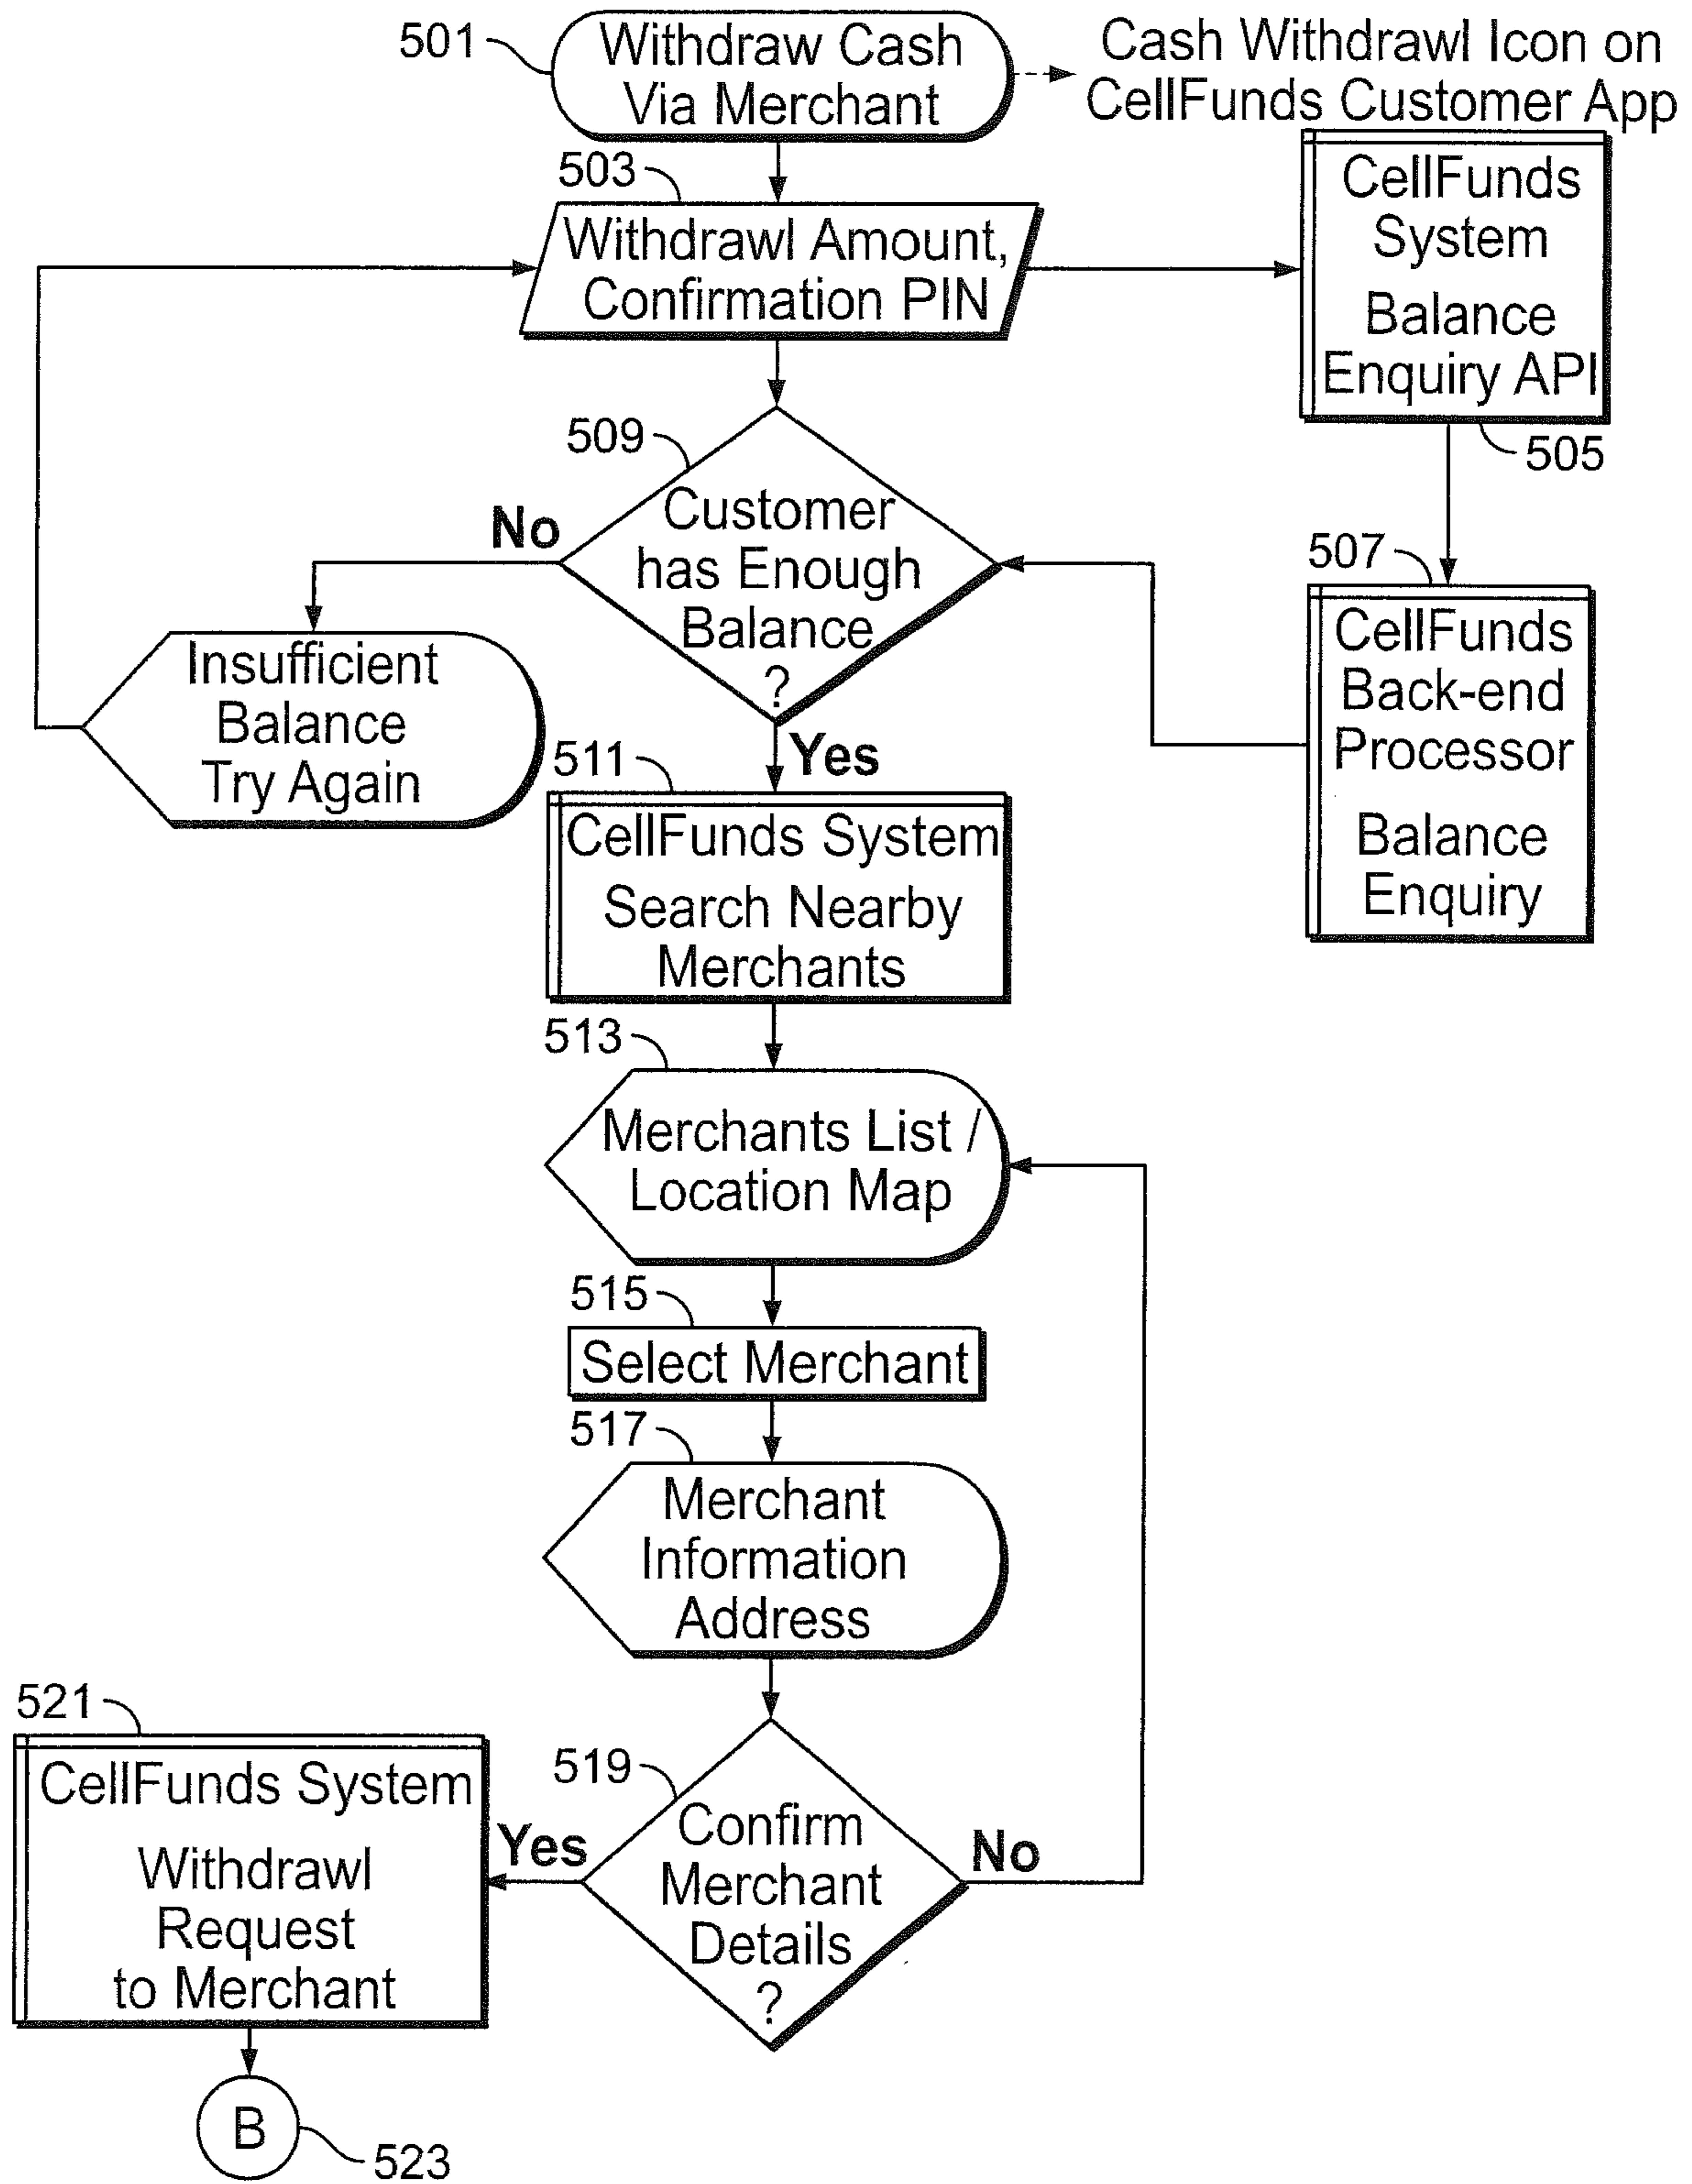 501
Withdraw Cash
Via Merchant
Cash Withdrawl Icon on
CellFunds Customer App
503
Withdrawl Amount,
Confirmation PIN
CellFunds
System
Balance
Enquiry API
505
509
Customer
has Enough
Balance
?
No
Yes
507
CellFunds
Back-end
Processor
Balance
Enquiry
Insufficient
Balance
Try Again
511
CellFunds System
Search Nearby
Merchants
513
Merchants List /
Location Map
515
Select Merchant
517
Merchant
Information
Address
519
Confirm
Merchant
Details
?
Yes
No
521
CellFunds System
Withdrawl
Request
to Merchant
B
523